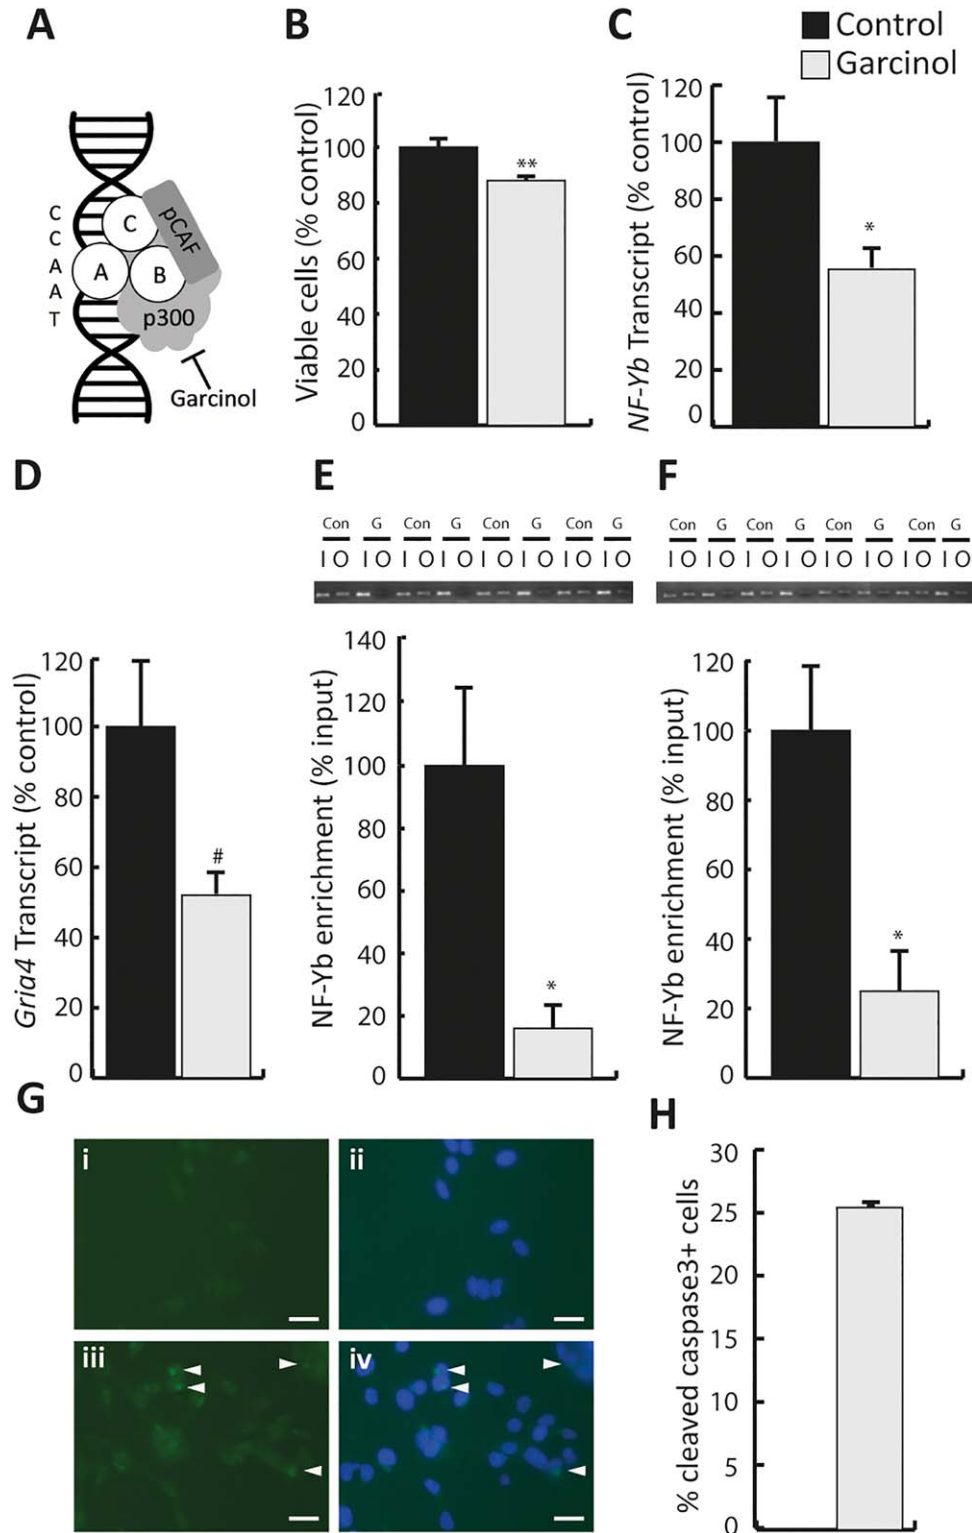 A
C
C
A
A
T
C
A
B
pCAF
p300
Garcinol
B
Viable cells (% control)
120
100
80
60
40
20
0
**
C
Control
Garcinol
NF-Yb Transcript (% control)
120
100
80
60
40
20
0
*
D
Gria4 Transcript (% control)
120
100
80
60
40
20
0
#
E
Con G Con G Con G Con G
I O I O I O I O I O I O I O I O
NF-Yb enrichment (% input)
140
120
100
80
60
40
20
0
*
F
Con G Con G Con G Con G
I O I O I O I O I O I O I O I O
NF-Yb enrichment (% input)
120
100
80
60
40
20
0
*
G
i
ii
iii
iv
H
% cleaved caspase3+ cells
30
25
20
15
10
5
0